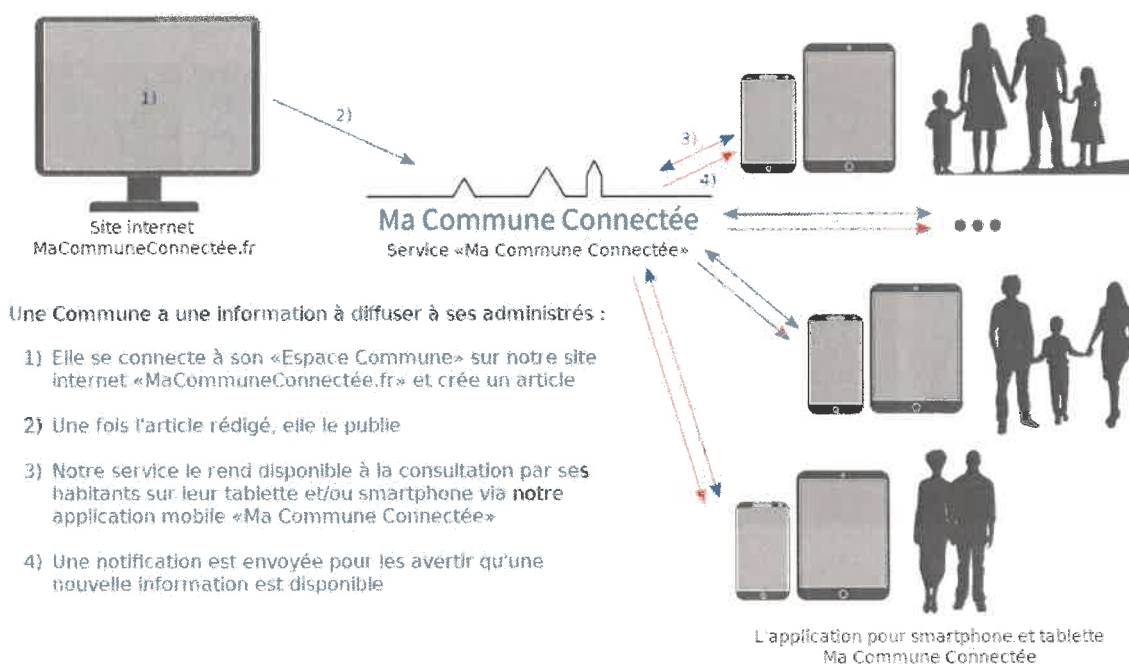 1)
2)
3)
4)
Site internet
MaCommuneConnectée.fr
Ma Commune Connectée
Service «Ma Commune Connectée»
Une Commune a une information à diffuser à ses administrés :
1) Elle se connecte à son «Espace Commune» sur notre site
internet «MaCommuneConnectée.fr» et crée un article
2) Une fois l'article rédigé, elle le publie
3) Notre service le rend disponible à la consultation par ses
habitants sur leur tablette et/ou smartphone via notre
application mobile «Ma Commune Connectée»
4) Une notification est envoyée pour les avertir qu'une
nouvelle information est disponible
L'application pour smartphone et tablette
Ma Commune Connectée